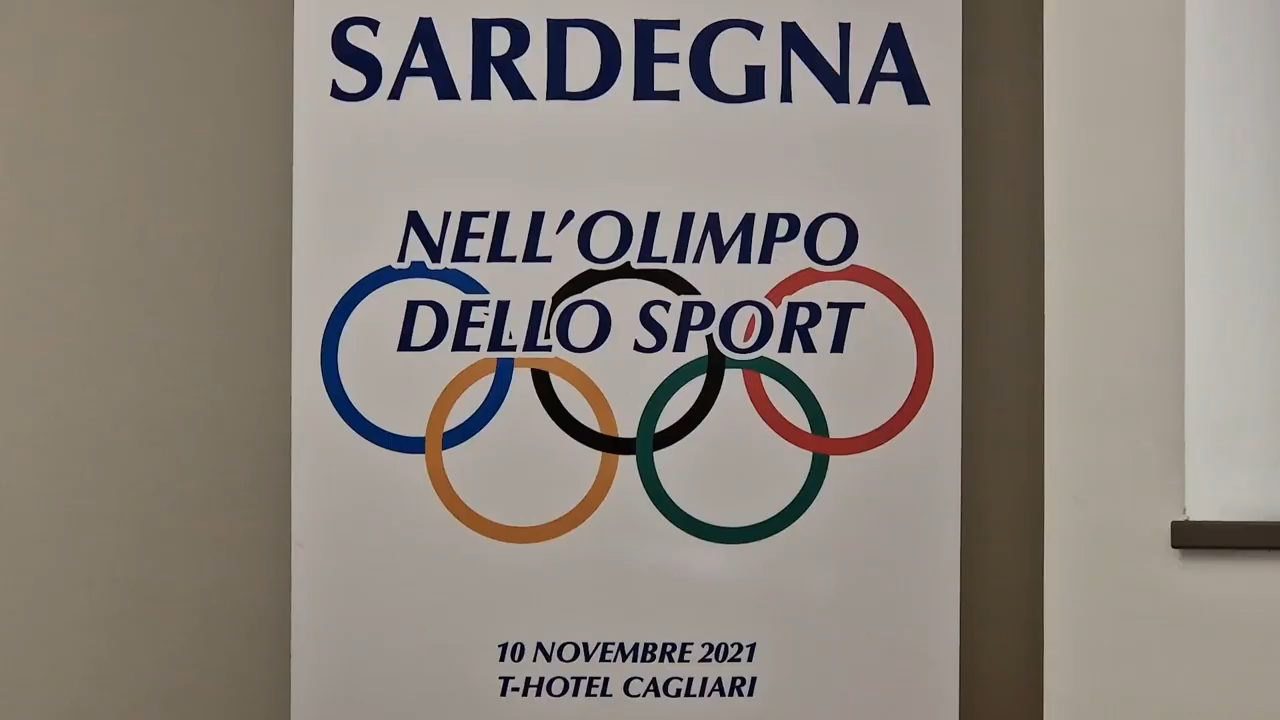 SARDEGNA
NELL'OLIMPO
DELLO SPORT
10 NOVEMBRE 2021
T-HOTEL CAGLIARI